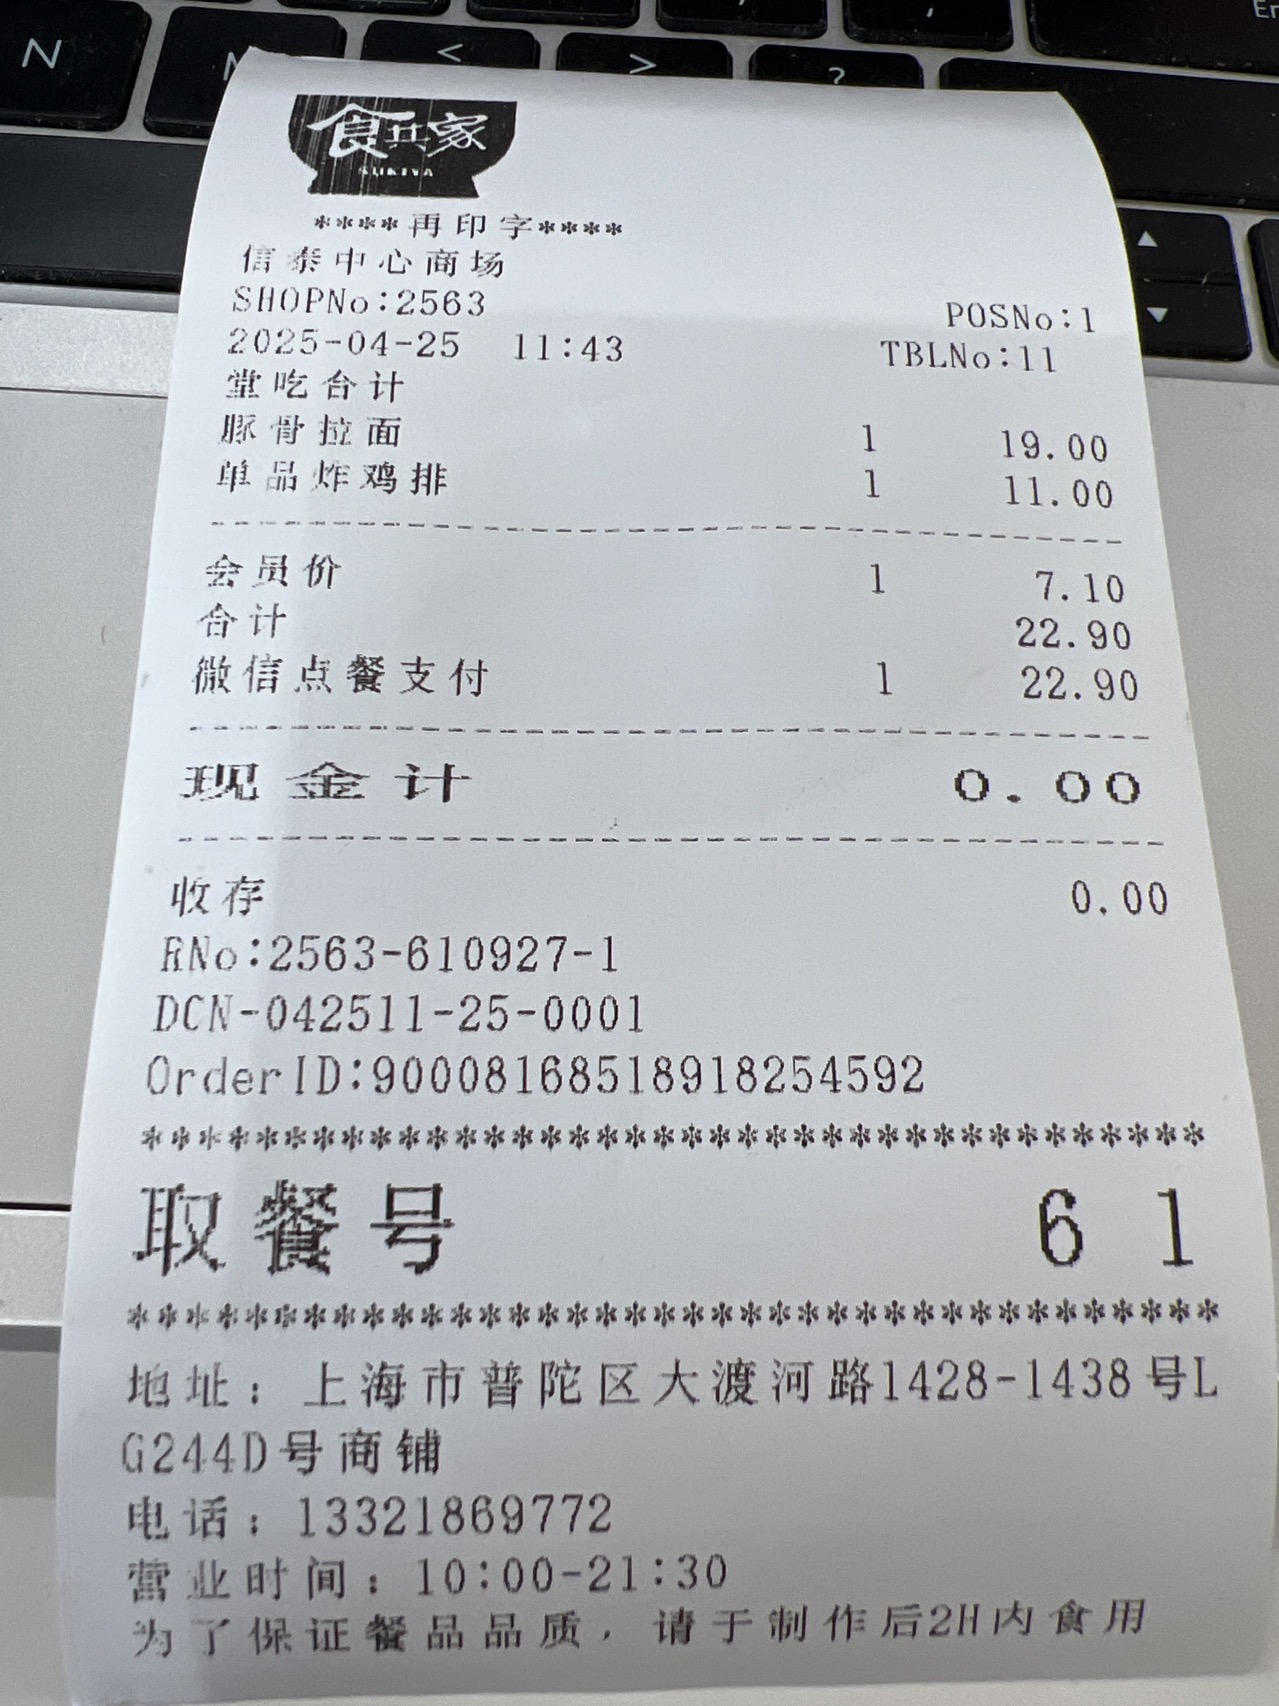 N
M
<
>
?
En
食其家
SUKIYA
****再印字****
信泰中心商场
SHOPNo:2563 POSNo:1
2025-04-25 11:43 TBLNo:11
堂吃合计
豚骨拉面 1 19.00
单品炸鸡排 1 11.00
会员价 1 7.10
合计 22.90
微信点餐支付 1 22.90
现金计 0.00
收存 0.00
RNo:2563-610927-1
DCN-042511-25-0001
OrderID:900081685189182545​92
************************************** 
取餐号 61
************************************** 
地址：上海市普陀区大渡河路1428-1438号L
G244D号商铺
电话：13321869772
营业时间：10:00-21:30
为了保证餐品品质，请于制作后2H内食用